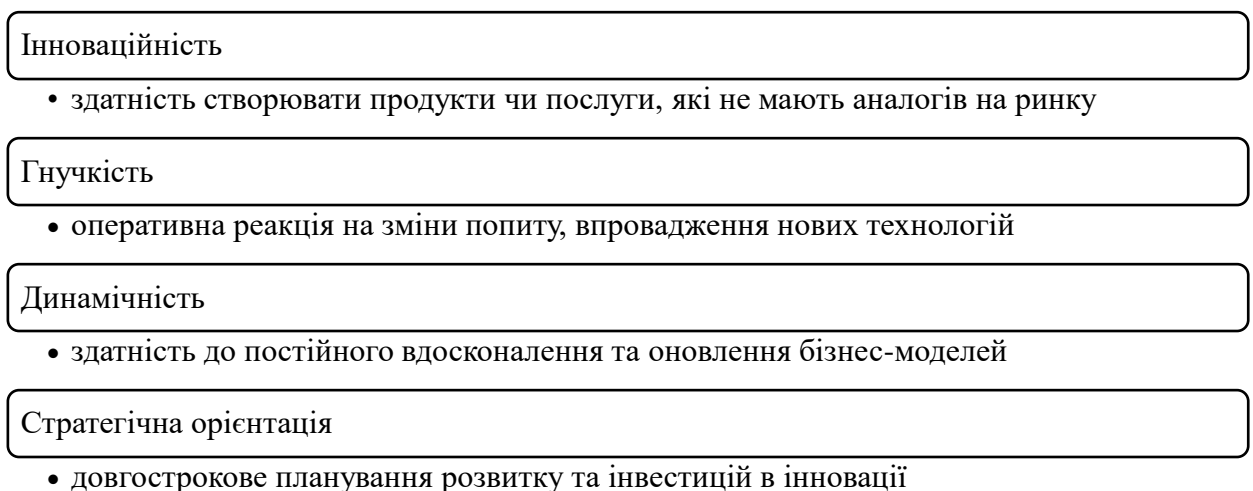 Інноваційність
• здатність створювати продукти чи послуги, які не мають аналогів на ринку
Гнучкість
• оперативна реакція на зміни попиту, впровадження нових технологій
Динамічність
• здатність до постійного вдосконалення та оновлення бізнес-моделей
Стратегічна орієнтація
• довгострокове планування розвитку та інвестицій в інновації